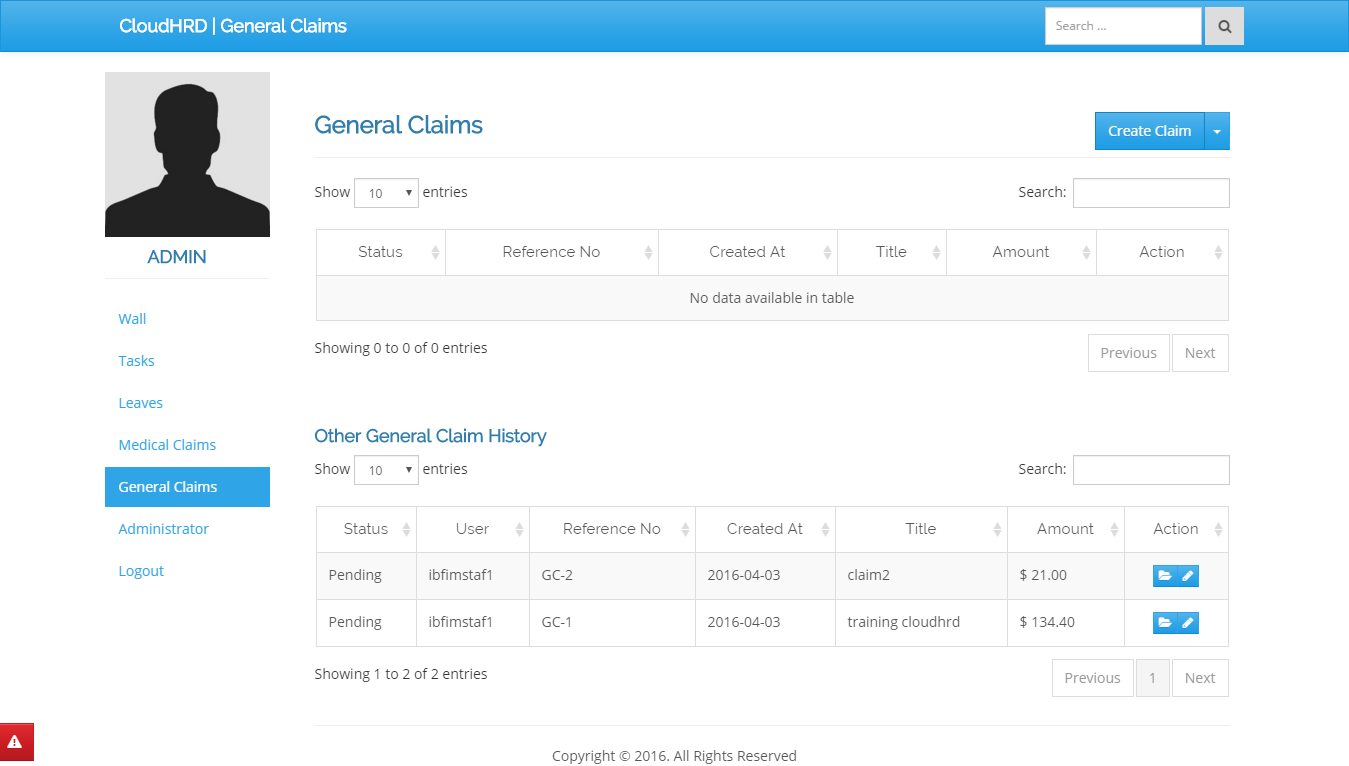 CloudHRD | General Claims
Search ...
ADMIN
Wall
Tasks
Leaves
Medical Claims
General Claims
Administrator
Logout
General Claims
Create Claim
Show 10 entries
Search:
Status Reference No Created At Title Amount Action
No data available in table
Showing 0 to 0 of 0 entries
Previous Next
Other General Claim History
Show 10 entries
Search:
Status User Reference No Created At Title Amount Action
Pending ibfimstaf1 GC-2 2016-04-03 claim2 $ 21.00
Pending ibfimstaf1 GC-1 2016-04-03 training cloudhrd $ 134.40
Showing 1 to 2 of 2 entries
Previous 1 Next
Copyright © 2016. All Rights Reserved